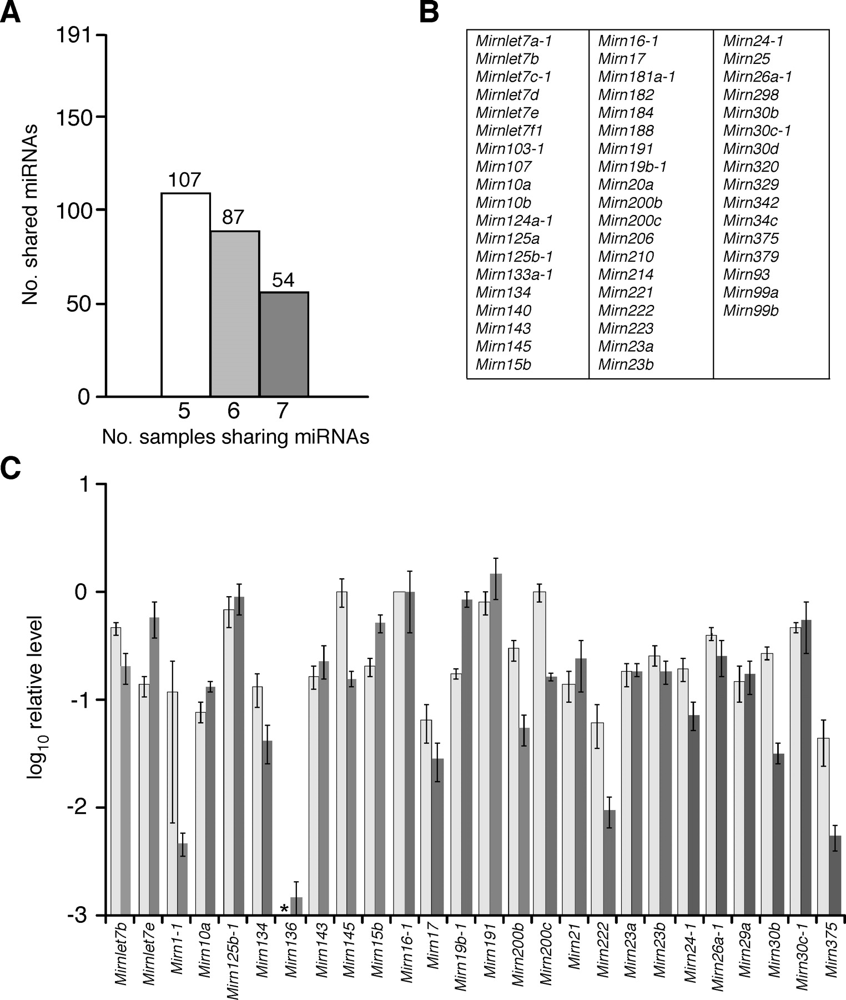 A
191
150
100
50
0
No. shared miRNAs
107
87
54
5 6 7
No. samples sharing miRNAs
B
Mirnlet7a-1
Mirnlet7b
Mirnlet7c-1
Mirnlet7d
Mirnlet7e
Mirnlet7f1
Mirn103-1
Mirn107
Mirn10a
Mirn10b
Mirn124a-1
Mirn125a
Mirn125b-1
Mirn133a-1
Mirn134
Mirn140
Mirn143
Mirn145
Mirn15b
Mirn16-1
Mirn17
Mirn181a-1
Mirn182
Mirn184
Mirn188
Mirn191
Mirn19b-1
Mirn20a
Mirn200b
Mirn200c
Mirn206
Mirn210
Mirn214
Mirn221
Mirn222
Mirn223
Mirn23a
Mirn23b
Mirn24-1
Mirn25
Mirn26a-1
Mirn298
Mirn30b
Mirn30c-1
Mirn30d
Mirn320
Mirn329
Mirn342
Mirn34c
Mirn375
Mirn379
Mirn93
Mirn99a
Mirn99b
C
1
0
-1
-2
-3
log10 relative level
*
Mirnlet7b
Mirnlet7e
Mirn1-1
Mirn10a
Mirn125b-1
Mirn134
Mirn136
Mirn143
Mirn145
Mirn15b
Mirn16-1
Mirn17
Mirn19b-1
Mirn191
Mirn200b
Mirn200c
Mirn21
Mirn222
Mirn23a
Mirn23b
Mirn24-1
Mirn26a-1
Mirn29a
Mirn30b
Mirn30c-1
Mirn375